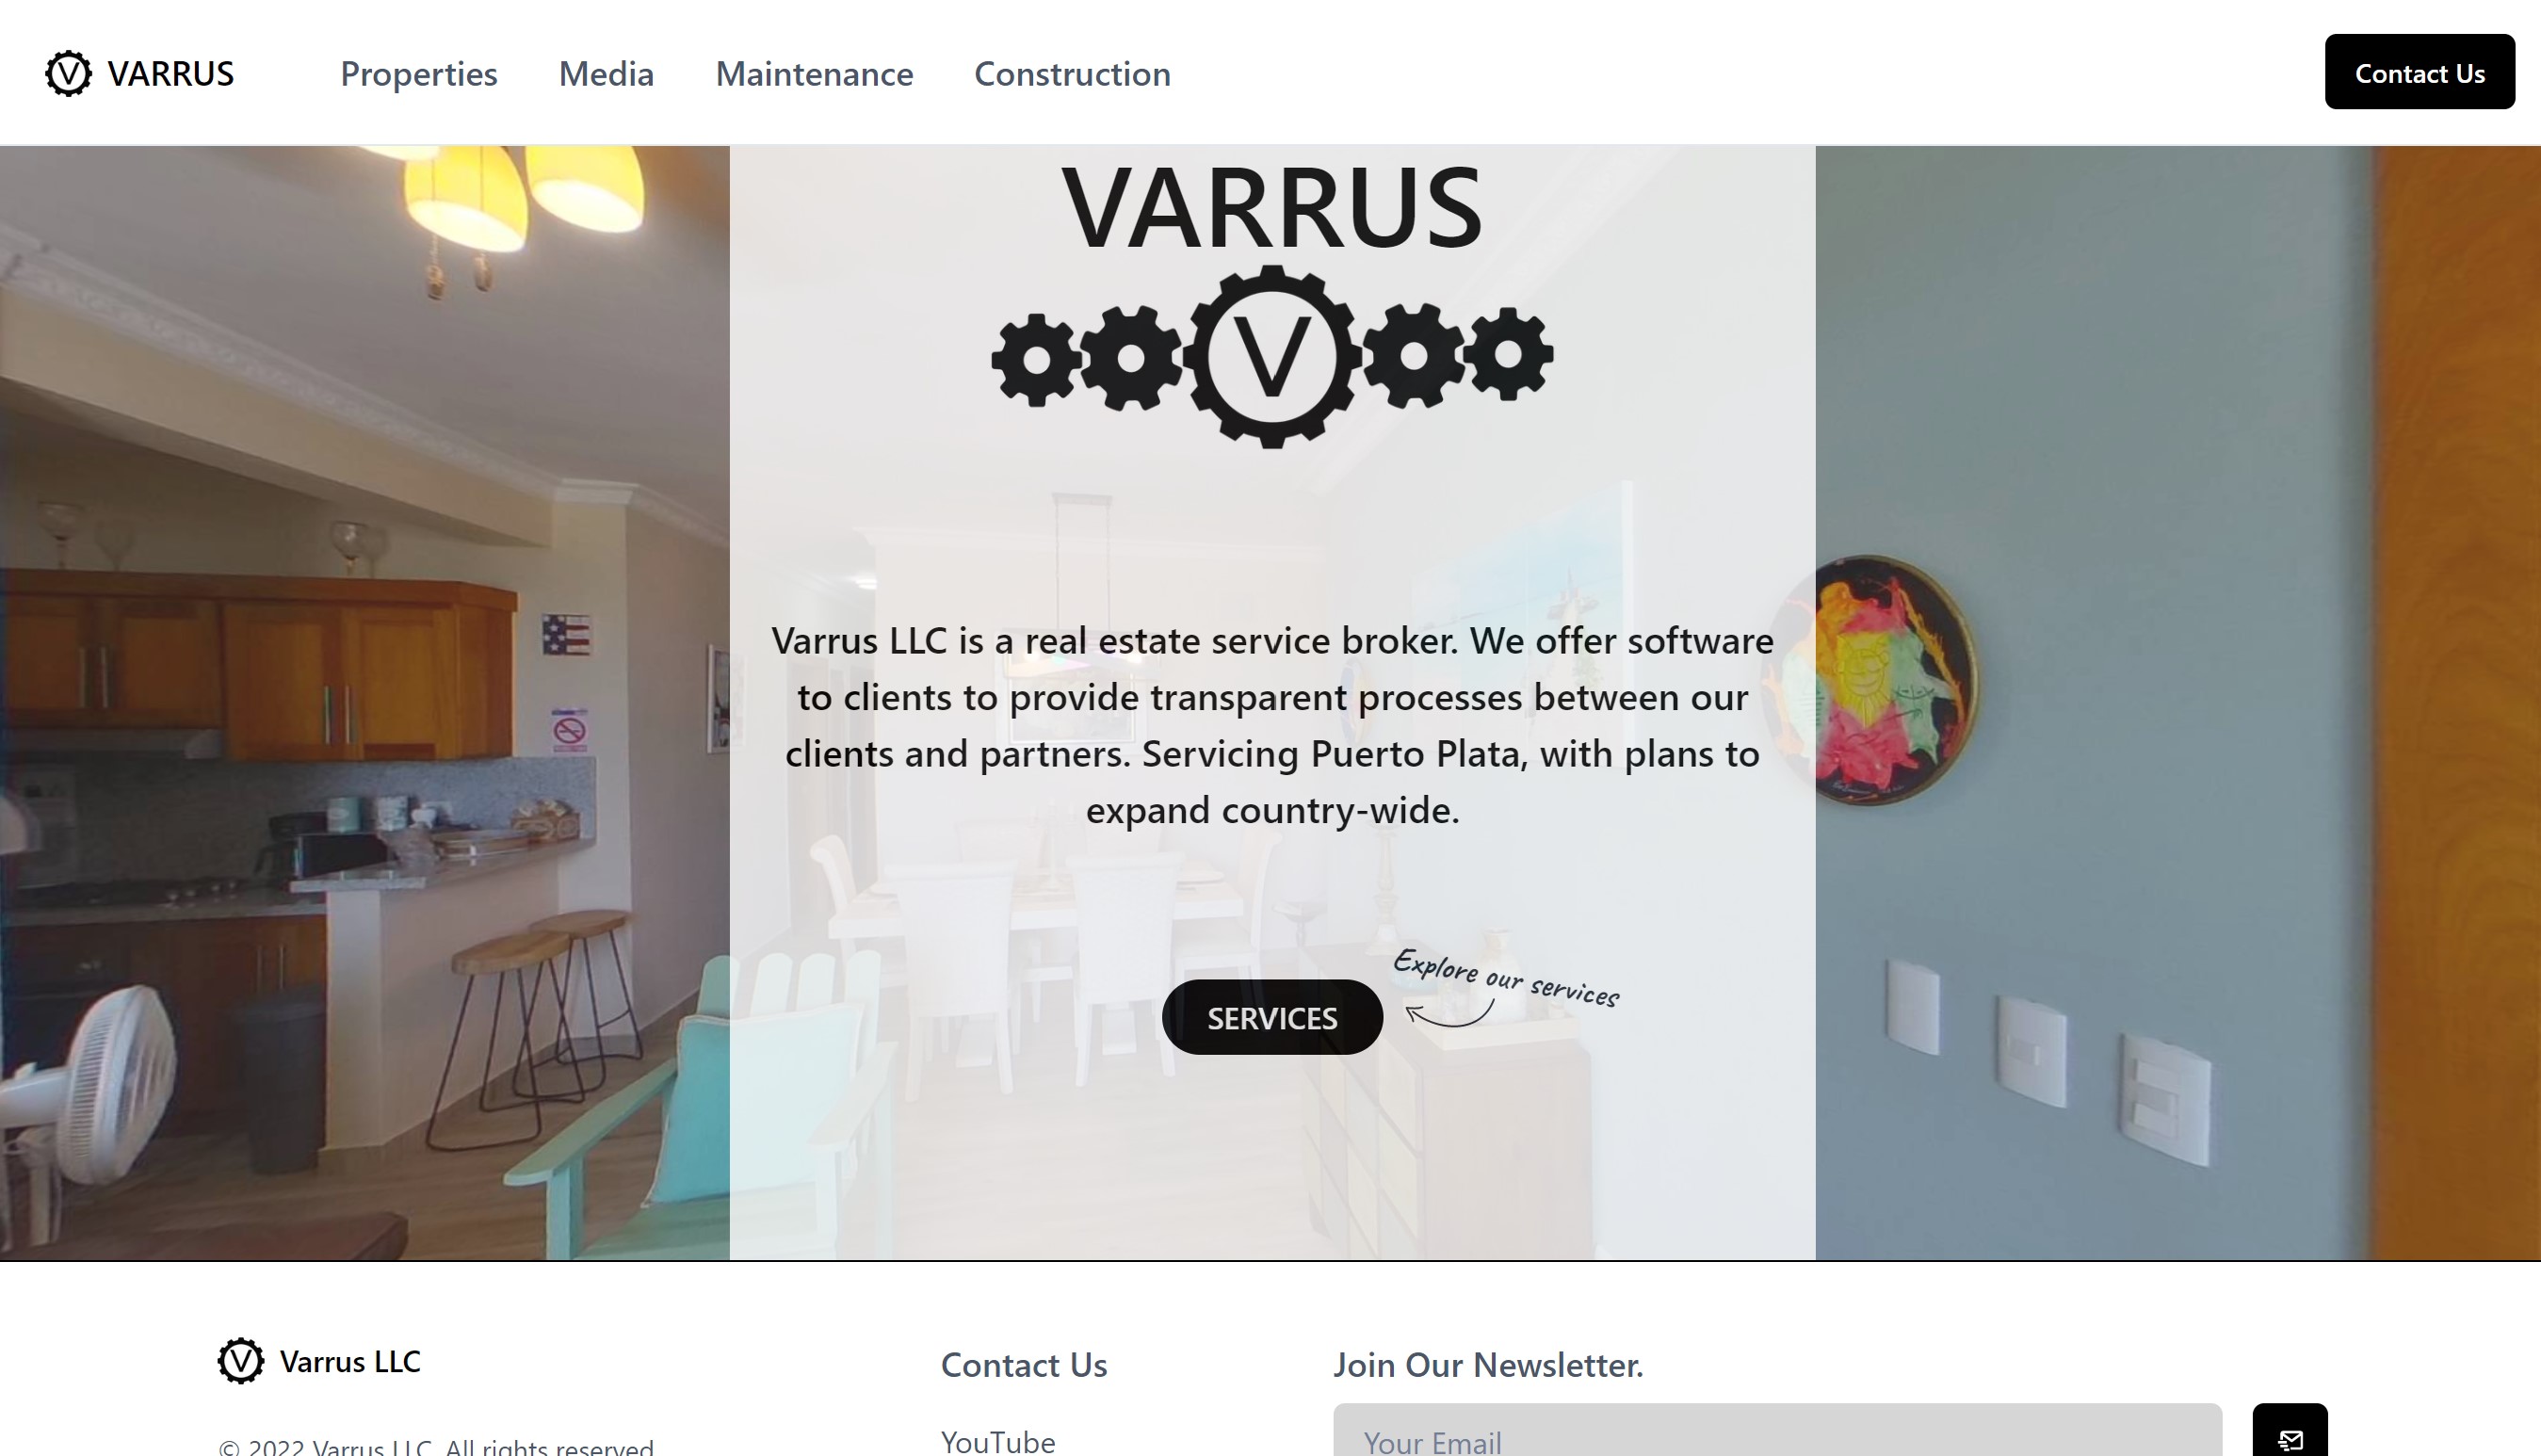 VARRUS
Properties
Media
Maintenance
Construction
Contact Us
VARRUS
V
Varrus LLC is a real estate service broker. We offer software
to clients to provide transparent processes between our
clients and partners. Servicing Puerto Plata, with plans to
expand country-wide.
Explore our services
SERVICES
Varrus LLC
© 2022 Varrus LLC. All rights reserved
Contact Us
YouTube
Join Our Newsletter.
Your Email